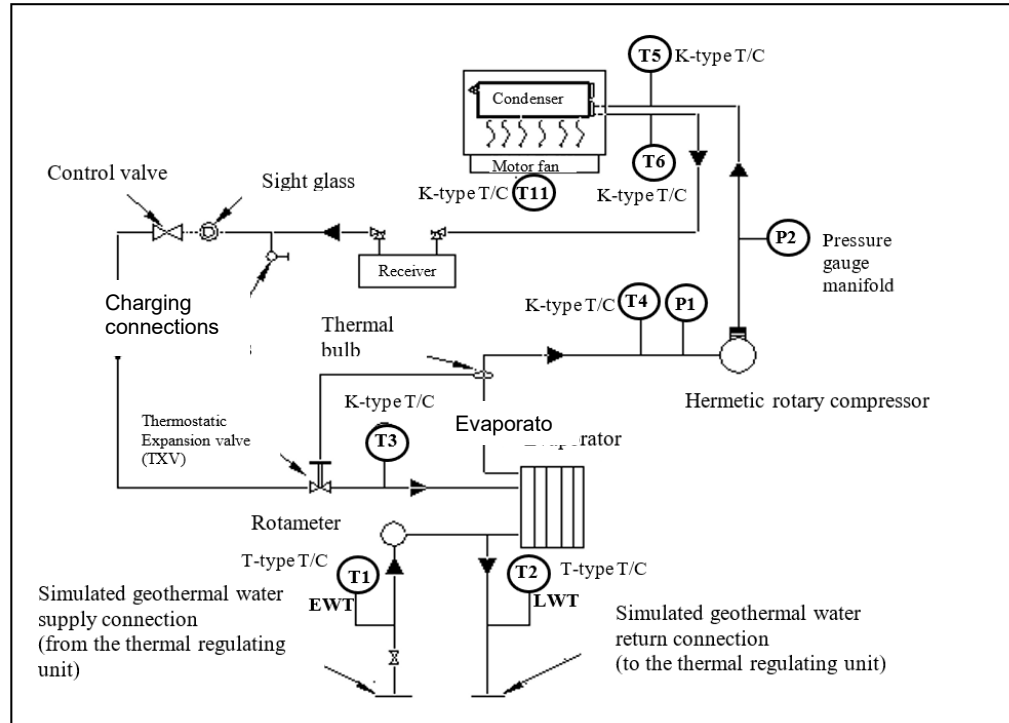 T5 K-type T/C
Condenser
Motor fan
T6
K-type T/C
K-type T/C T11
Control valve
Sight glass
P2
Pressure
gauge
manifold
Receiver
Charging
connections
s
K-type T/C T4 P1
Thermal
bulb
Hermetic rotary compressor
K-type T/C
T3
Evaporato
Evaporator
Thermostatic
Expansion valve
(TXV)
Rotameter
T-type T/C
T1
EWT
T2
T-type T/C
LWT
Simulated geothermal water
supply connection
(from the thermal regulating
unit)
Simulated geothermal water
return connection
(to the thermal regulating unit)